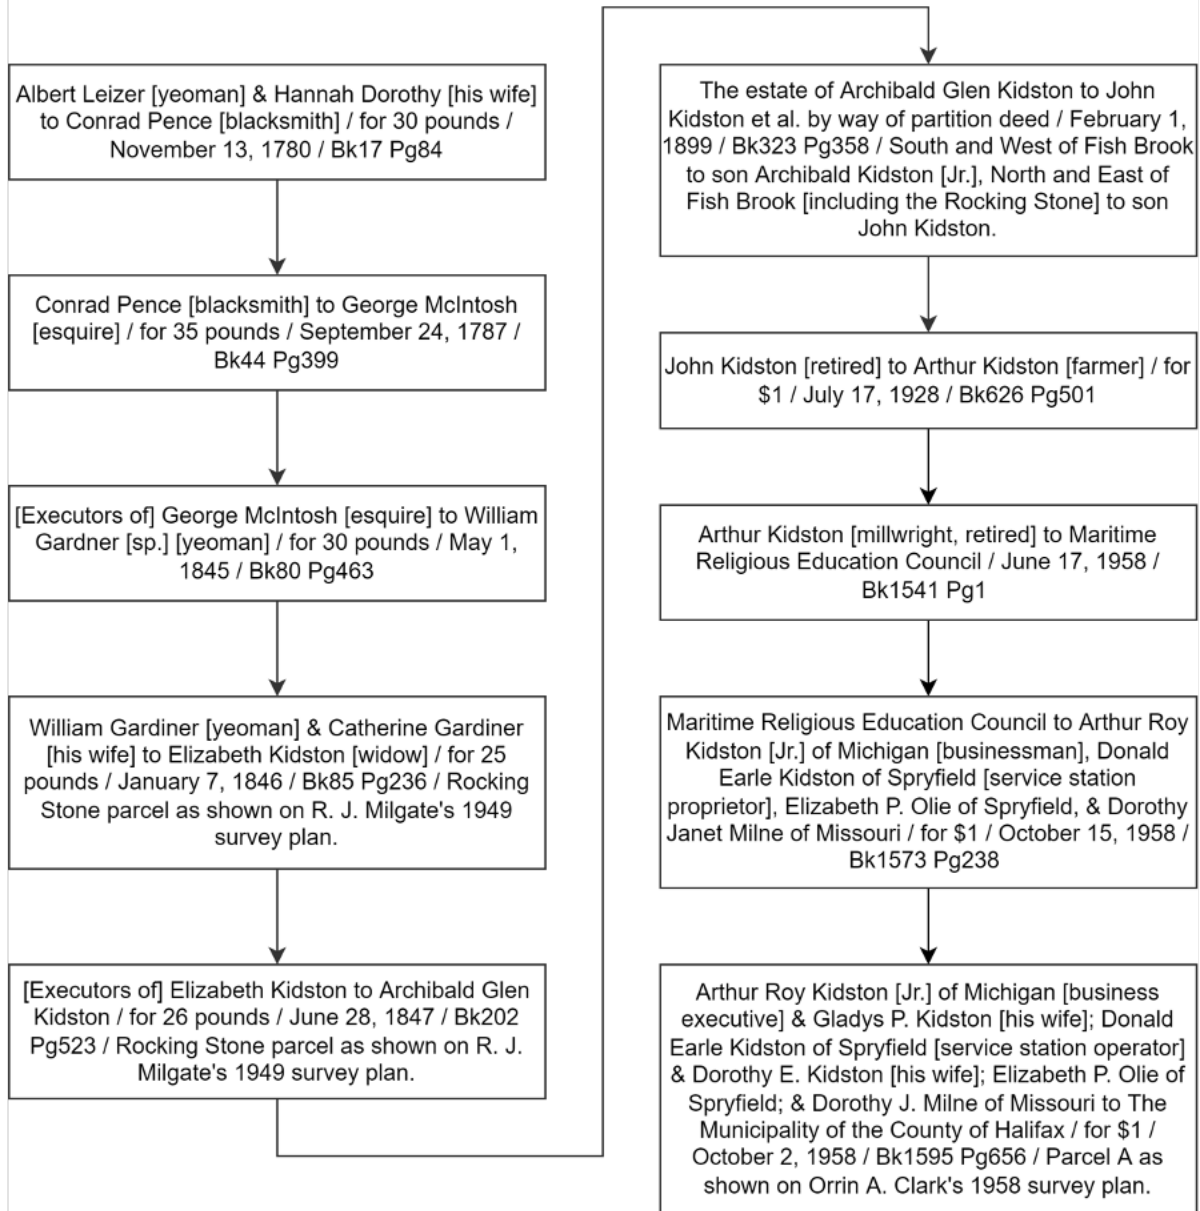 Albert Leizer [yeoman] & Hannah Dorothy [his wife]
to Conrad Pence [blacksmith] / for 30 pounds /
November 13, 1780 / Bk17 Pg84
Conrad Pence [blacksmith] to George McIntosh
[esquire] / for 35 pounds / September 24, 1787 /
Bk44 Pg399
[Executors of] George McIntosh [esquire] to William
Gardner [sp.] [yeoman] / for 30 pounds / May 1,
1845 / Bk80 Pg463
William Gardiner [yeoman] & Catherine Gardiner
[his wife] to Elizabeth Kidston [widow] / for 25
pounds / January 7, 1846 / Bk85 Pg236 / Rocking
Stone parcel as shown on R. J. Milgate's 1949
survey plan.
[Executors of] Elizabeth Kidston to Archibald Glen
Kidston / for 26 pounds / June 28, 1847 / Bk202
Pg523 / Rocking Stone parcel as shown on R. J.
Milgate's 1949 survey plan.
The estate of Archibald Glen Kidston to John
Kidston et al. by way of partition deed / February 1,
1899 / Bk323 Pg358 / South and West of Fish Brook
to son Archibald Kidston [Jr.], North and East of
Fish Brook [including the Rocking Stone] to son
John Kidston.
John Kidston [retired] to Arthur Kidston [farmer] / for
$1 / July 17, 1928 / Bk626 Pg501
Arthur Kidston [millwright, retired] to Maritime
Religious Education Council / June 17, 1958 /
Bk1541 Pg1
Maritime Religious Education Council to Arthur Roy
Kidston [Jr.] of Michigan [businessman], Donald
Earle Kidston of Spryfield [service station
proprietor], Elizabeth P. Olie of Spryfield, & Dorothy
Janet Milne of Missouri / for $1 / October 15, 1958 /
Bk1573 Pg238
Arthur Roy Kidston [Jr.] of Michigan [business
executive] & Gladys P. Kidston [his wife]; Donald
Earle Kidston of Spryfield [service station operator]
& Dorothy E. Kidston [his wife]; Elizabeth P. Olie of
Spryfield; & Dorothy J. Milne of Missouri to The
Municipality of the County of Halifax / for $1 /
October 2, 1958 / Bk1595 Pg656 / Parcel A as
shown on Orrin A. Clark's 1958 survey plan.